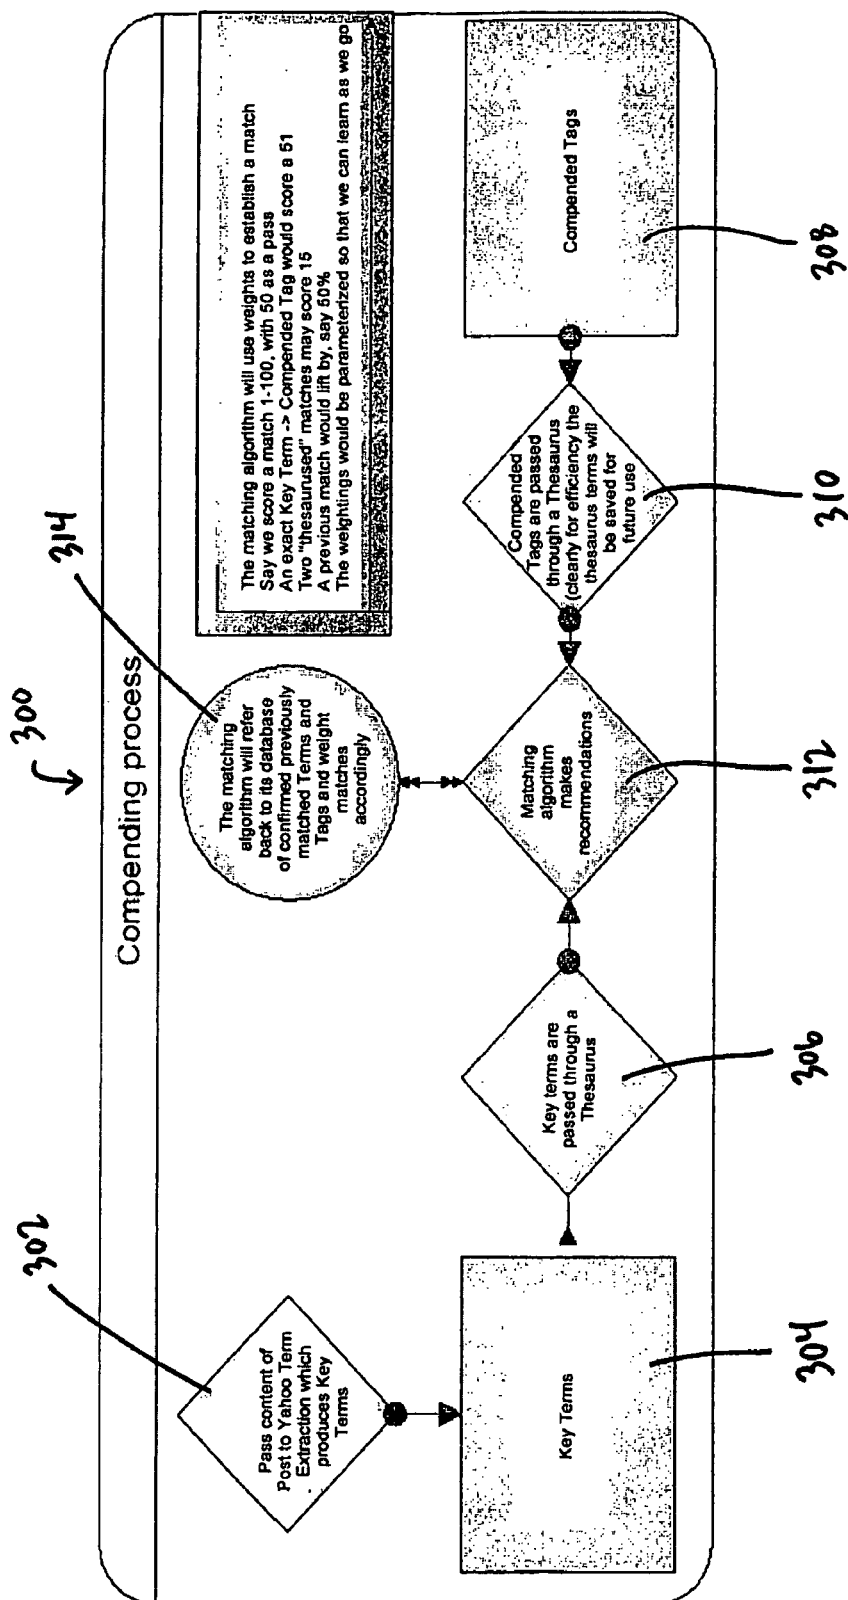 300
Compending process
302
Pass content of
Post to Yahoo Term
Extraction which
produces Key
Terms
314
The matching
algorithm will refer
back to its database
of confirmed previously
matched Terms and
Tags and weight
matches
accordingly
The matching algorithm will use weights to establish a match
Say we score a match 1-100, with 50 as a pass
An exact Key Term -> Compended Tag would score a 51
Two "thesaurused" matches may score 15
A previous match would lift by, say 50%
The weightings would be parameterized so that we can learn as we go
Key Terms
304
Key terms are
passed through a
Thesaurus
306
Matching
algorithm
makes
recommendations
312
Compended
Tags are passed
through a Thesaurus
(clearly for efficiency the
thesaurus terms will
be saved for
future use
310
Compended Tags
308